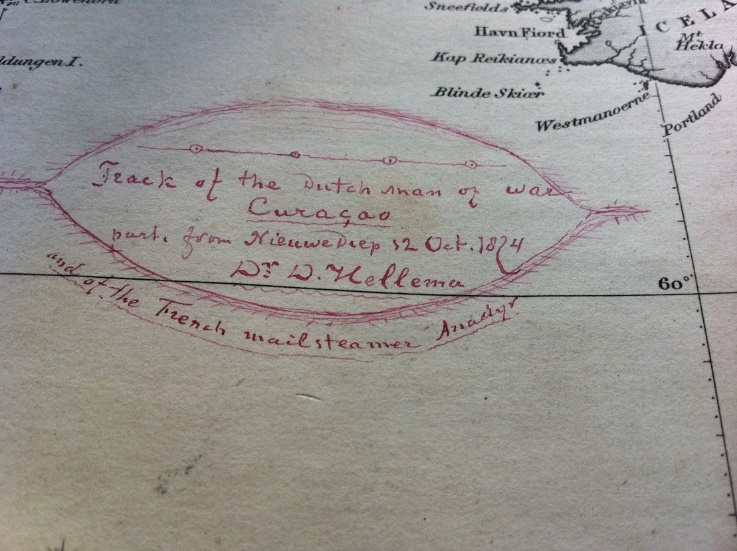 Sneefields
Havn Fiord
Kap Reikianæs
Blinde Skiær
Westmanoerne
Portland
ICELA
Mt
Hekla
ldungen I.
Track of the Dutch man of war
Curaçao
part. from Nieuwediep 12 Oct. 1874
Dr. D. Hellema
and of the French mailsteamer Anadyr
60°